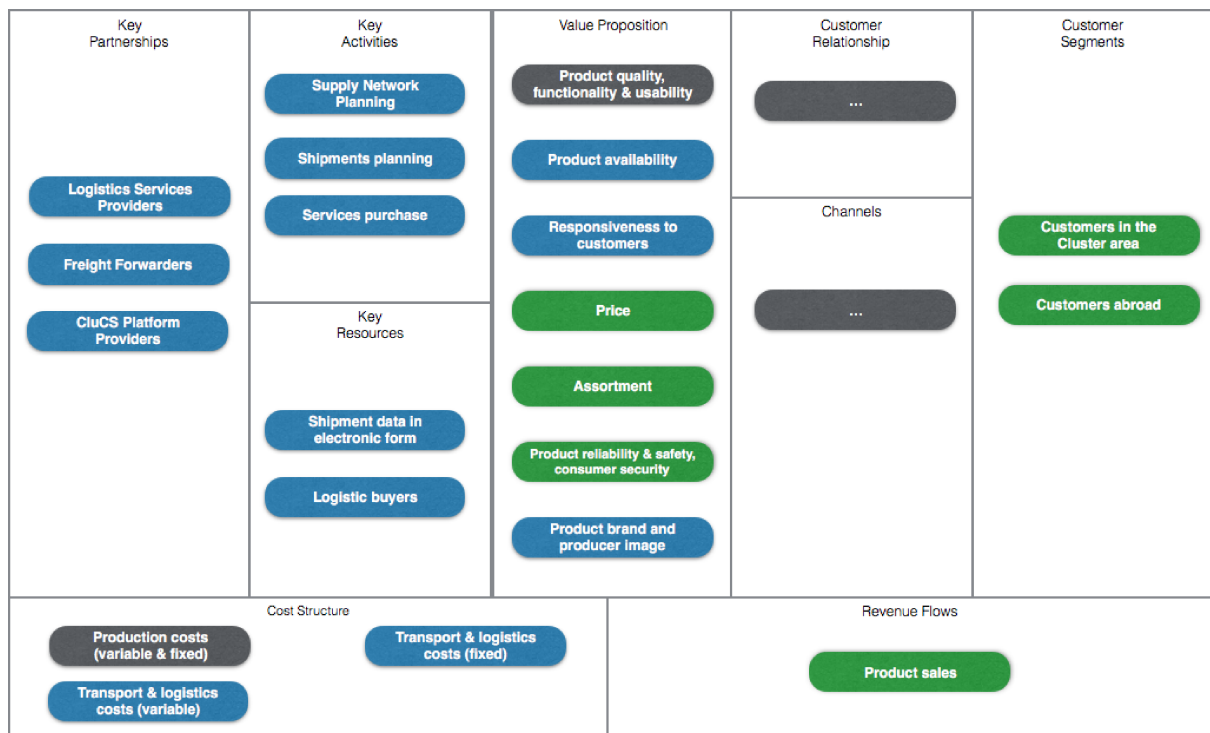 Key
Partnerships
Logistics Services
Providers
Freight Forwarders
CluCS Platform
Providers
Key
Activities
Supply Network
Planning
Shipments planning
Services purchase
Key
Resources
Shipment data in
electronic form
Logistic buyers
Value Proposition
Product quality,
functionality & usability
Product availability
Responsiveness to
customers
Price
Assortment
Product reliability & safety,
consumer security
Product brand and
producer image
Customer
Relationship
...
Channels
...
Customer
Segments
Customers in the
Cluster area
Customers abroad
Cost Structure
Production costs
(variable & fixed)
Transport & logistics
costs (fixed)
Transport & logistics
costs (variable)
Revenue Flows
Product sales